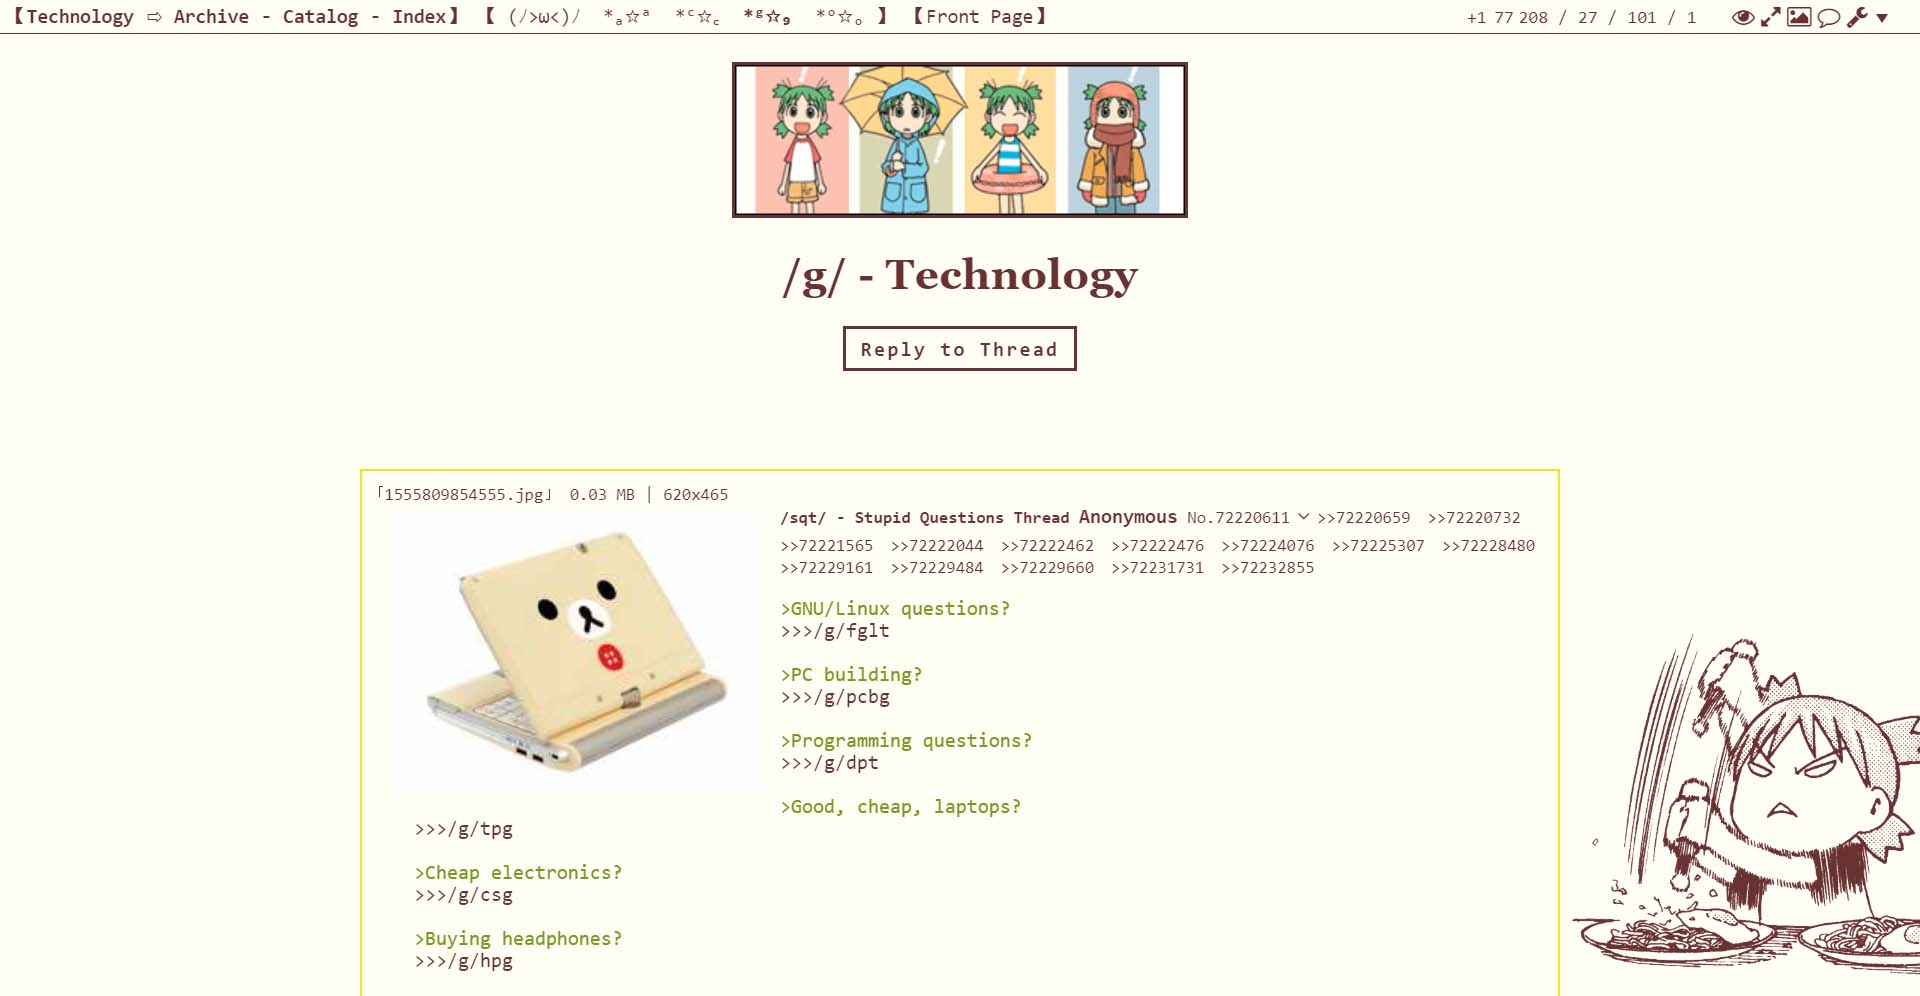 【Technology ⇨ Archive - Catalog - Index】 【 (/>ω<)/ *ₐ☆ᵃ *ᶜ☆꜀ *ᵍ☆₉ *ᵒ☆ₒ 】 【Front Page】 +1 77 208 / 27 / 101 / 1
/g/ - Technology
Reply to Thread
「1555809854555.jpg」 0.03 MB | 620x465
/sqt/ - Stupid Questions Thread Anonymous No.72220611 >>72220659 >>72220732
>>72221565 >>72222044 >>72222462 >>72222476 >>72224076 >>72225307 >>72228480
>>72229161 >>72229484 >>72229660 >>72231731 >>72232855
>GNU/Linux questions?
>>>/g/fglt
>PC building?
>>>/g/pcbg
>Programming questions?
>>>/g/dpt
>Good, cheap, laptops?
>>>/g/tpg
>Cheap electronics?
>>>/g/csg
>Buying headphones?
>>>/g/hpg